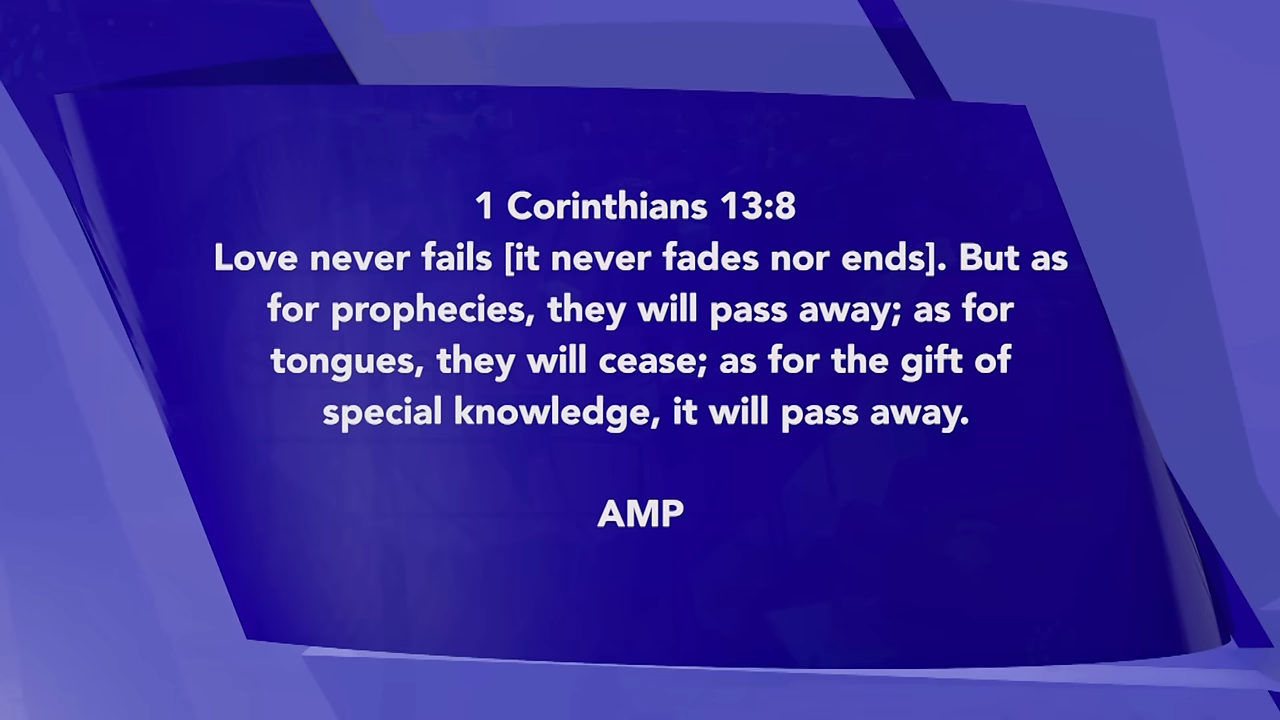 1 Corinthians 13:8
Love never fails [it never fades nor ends]. But as
for prophecies, they will pass away; as for
tongues, they will cease; as for the gift of
special knowledge, it will pass away.
AMP